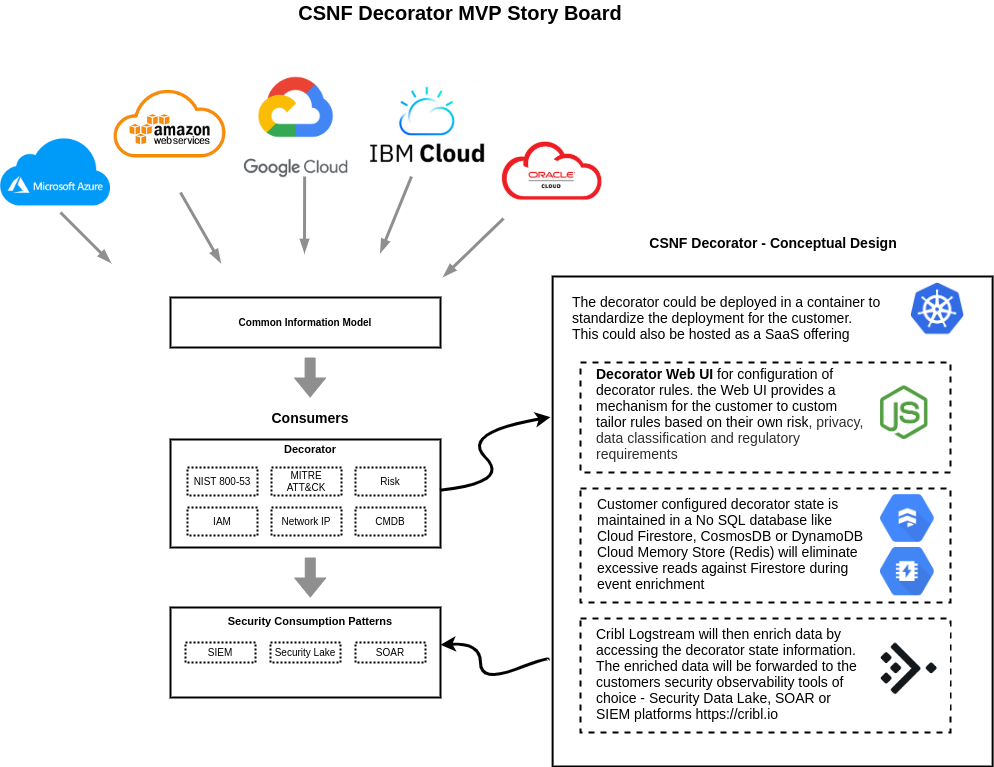 CSNF Decorator MVP Story Board
Microsoft Azure
amazon
webservices
Google Cloud
IBM Cloud
ORACLE
CLOUD
Common Information Model
Consumers
Decorator
NIST 800-53
MITRE
ATT&CK
Risk
IAM
Network IP
CMDB
Security Consumption Patterns
SIEM
Security Lake
SOAR
CSNF Decorator - Conceptual Design
The decorator could be deployed in a container to
standardize the deployment for the customer.
This could also be hosted as a SaaS offering
Decorator Web UI for configuration of
decorator rules. the Web UI provides a
mechanism for the customer to custom
tailor rules based on their own risk, privacy,
data classification and regulatory
requirements
JS
Customer configured decorator state is
maintained in a No SQL database like
Cloud Firestore, CosmosDB or DynamoDB
Cloud Memory Store (Redis) will eliminate
excessive reads against Firestore during
event enrichment
Cribl Logstream will then enrich data by
accessing the decorator state information.
The enriched data will be forwarded to the
customers security observability tools of
choice - Security Data Lake, SOAR or
SIEM platforms https://cribl.io